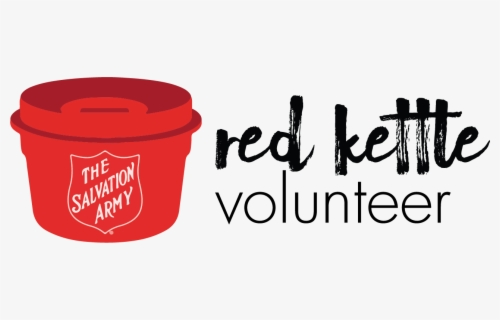 THE
SALVATION
ARMY
®
red kettle
volunteer